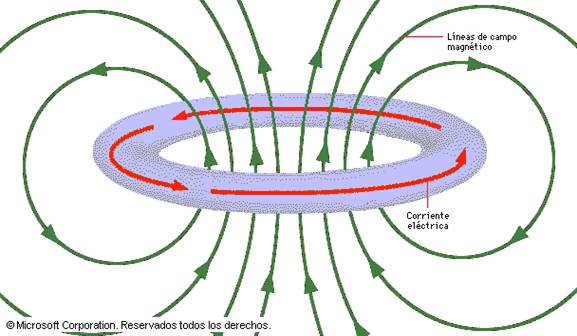 Líneas de campo
magnético
Corriente
eléctrica
© Microsoft Corporation. Reservados todos los derechos.